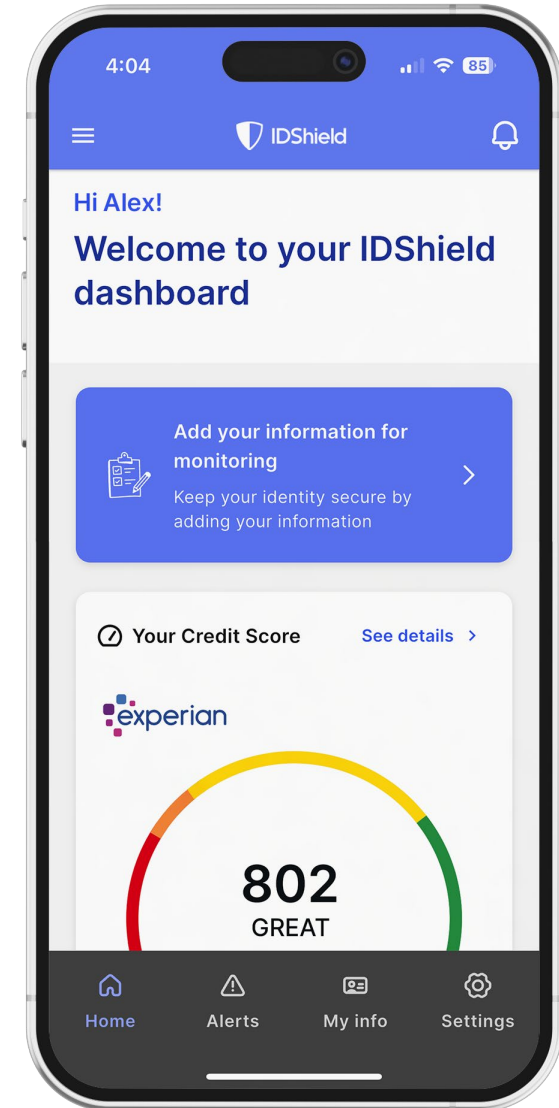 4:04
85
IDShield
Hi Alex!
Welcome to your IDShield
dashboard
Add your information for
monitoring
Keep your identity secure by
adding your information
Your Credit Score
See details
experian
802
GREAT
Home
Alerts
My info
Settings